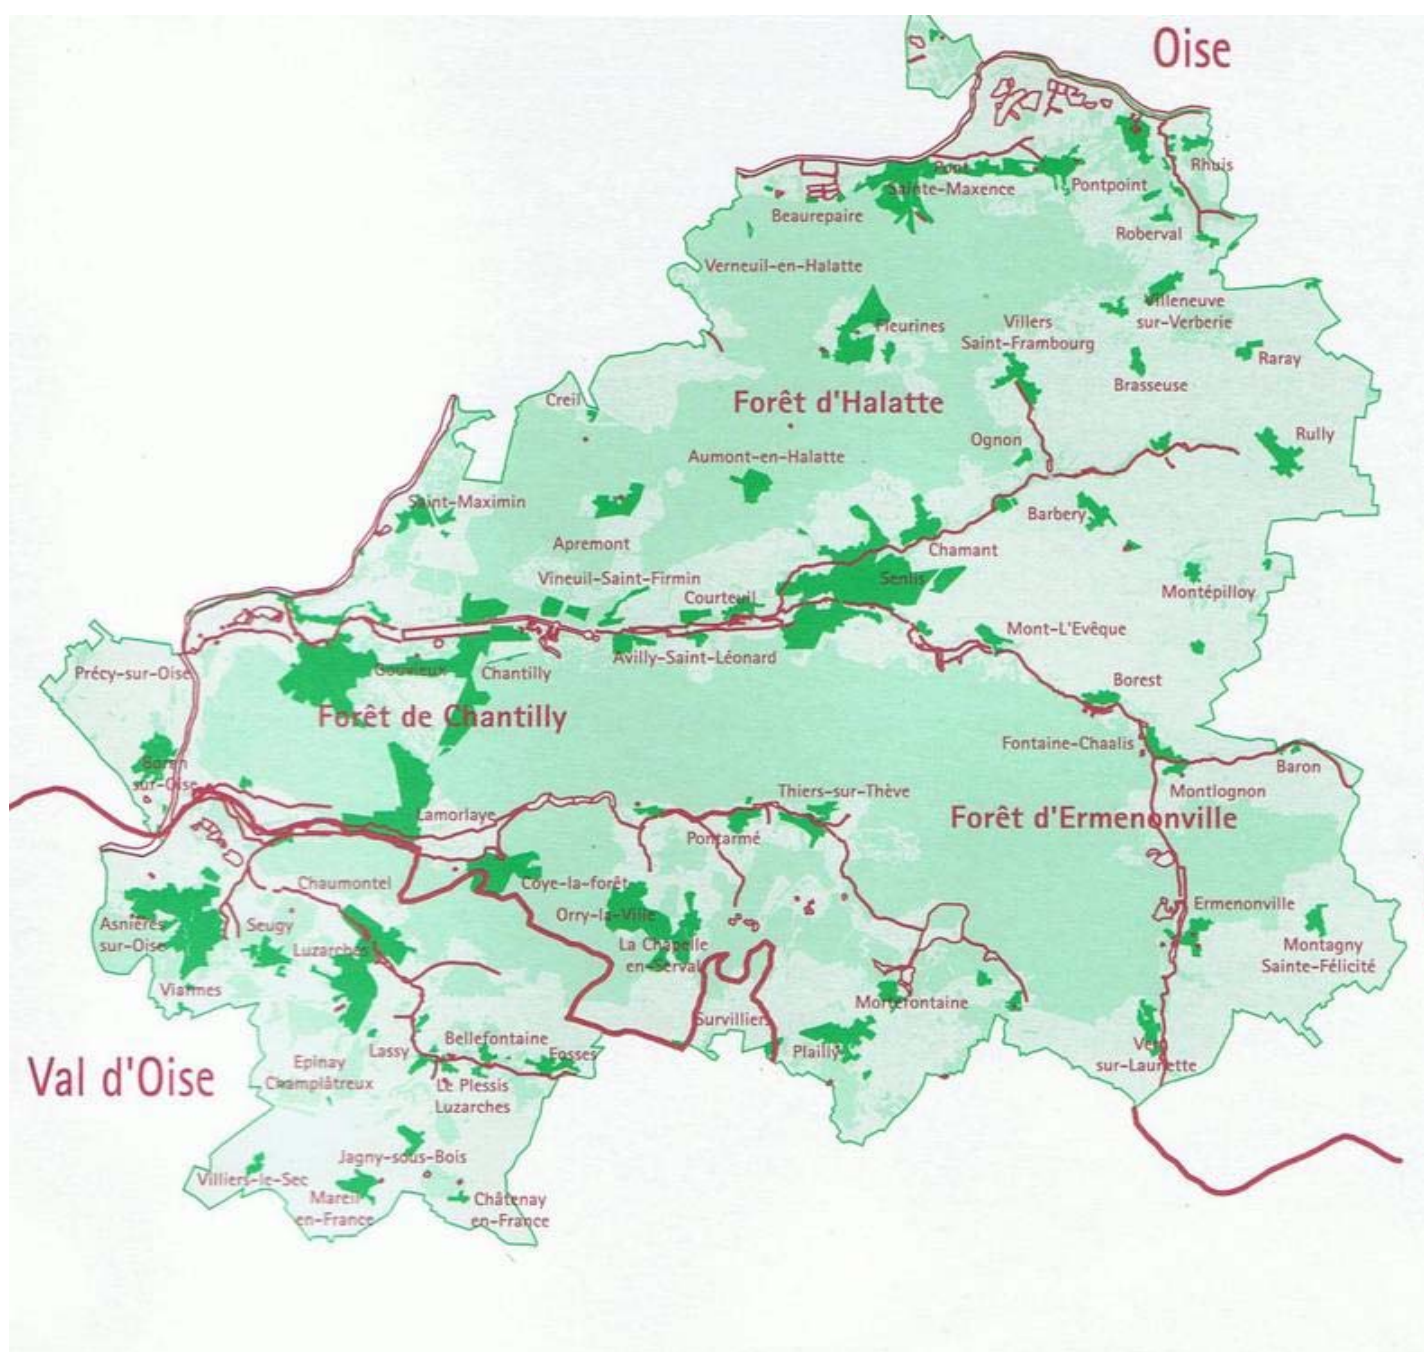 Oise
Rhuis
Pont
Sainte-Maxence
Pontpoint
Beaurepaire
Roberval
Verneuil-en-Halatte
Villeneuve
sur-Verberie
Fleurines
Villers
Saint-Frambourg
Raray
Brasseuse
Creil
Forêt d'Halatte
Ognon
Rully
Aumont-en-Halatte
Saint-Maximin
Barbery
Apremont
Chamant
Vineuil-Saint-Firmin
Senlis
Courteuil
Montépilloy
Mont-L'Evêque
Précy-sur-Oise
Gouvieux
Chantilly
Avilly-Saint-Léonard
Borest
Forêt de Chantilly
Fontaine-Chaalis
Boran
sur-Oise
Baron
Montlognon
Thiers-sur-Thève
Lamorlaye
Forêt d'Ermenonville
Pontarmé
Chaumontel
Coye-la-forêt
Ermenonville
Asnières
sur-Oise
Seugy
Orry-la-Ville
Luzarches
La Chapelle
en-Serval
Montagny
Sainte-Félicité
Viarmes
Mortefontaine
Survilliers
Bellefontaine
Lassy
Fosses
Plailly
Ver
sur-Launette
Val d'Oise
Epinay
Champlâtreux
Le Plessis
Luzarches
Jagny-sous-Bois
Villiers-le-Sec
Mareil
en-France
Châtenay
en-France